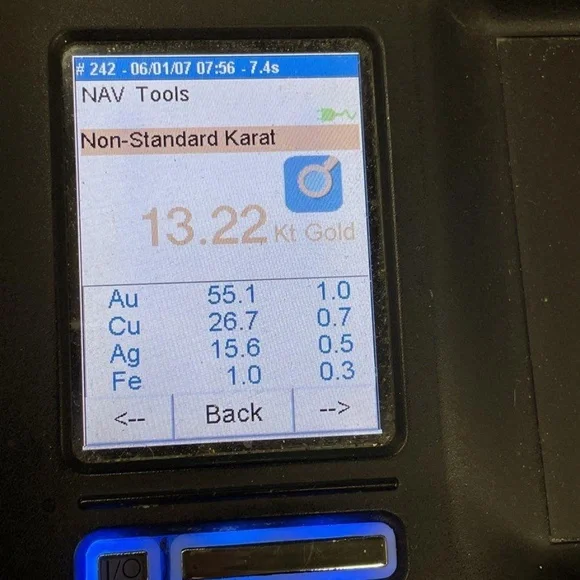 # 242 - 06/01/07 07:56 - 7.4s
NAV Tools
Non-Standard Karat
13.22 Kt Gold
Au 55.1 1.0
Cu 26.7 0.7
Ag 15.6 0.5
Fe 1.0 0.3
<-- Back -->
I/O